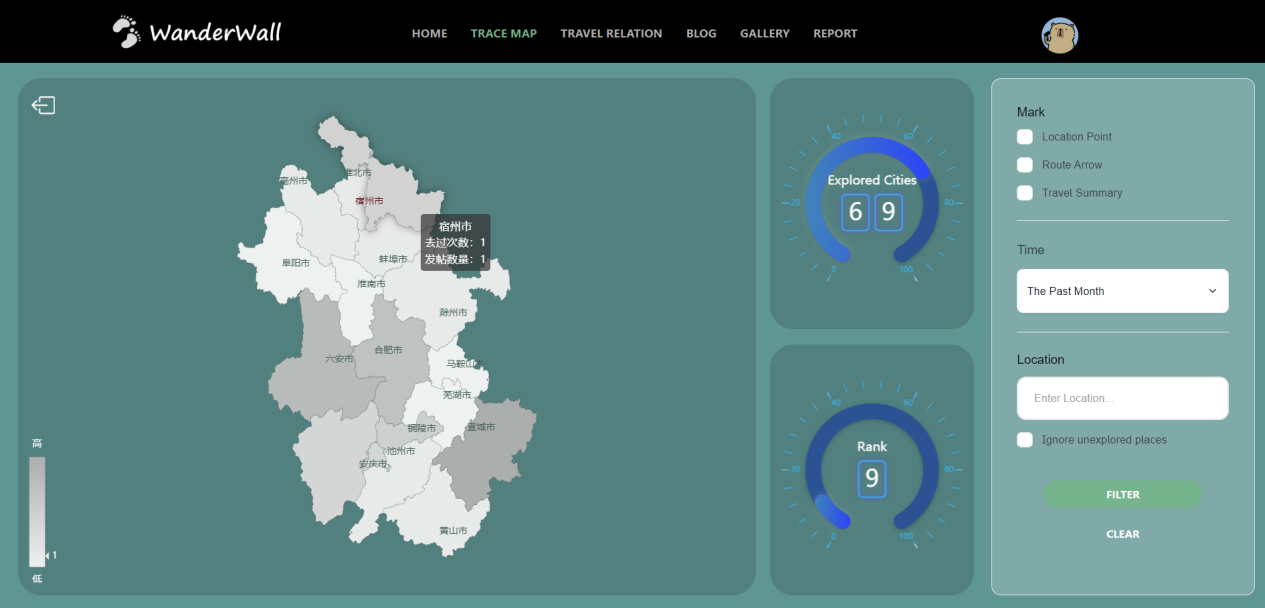 WanderWall
HOME TRACE MAP TRAVEL RELATION BLOG GALLERY REPORT
淮北市
亳州市
宿州市
宿州市
去过次数：1
发帖数量：1
蚌埠市
阜阳市
淮南市
滁州市
合肥市
六安市
马鞍山市
芜湖市
铜陵市
宣城市
池州市
安庆市
黄山市
高
1
低
0 20 40 60 80 100
Explored Cities
6 9
0 20 40 60 80 100
Rank
9
Mark
Location Point
Route Arrow
Travel Summary
Time
The Past Month
Location
Enter Location...
Ignore unexplored places
FILTER
CLEAR